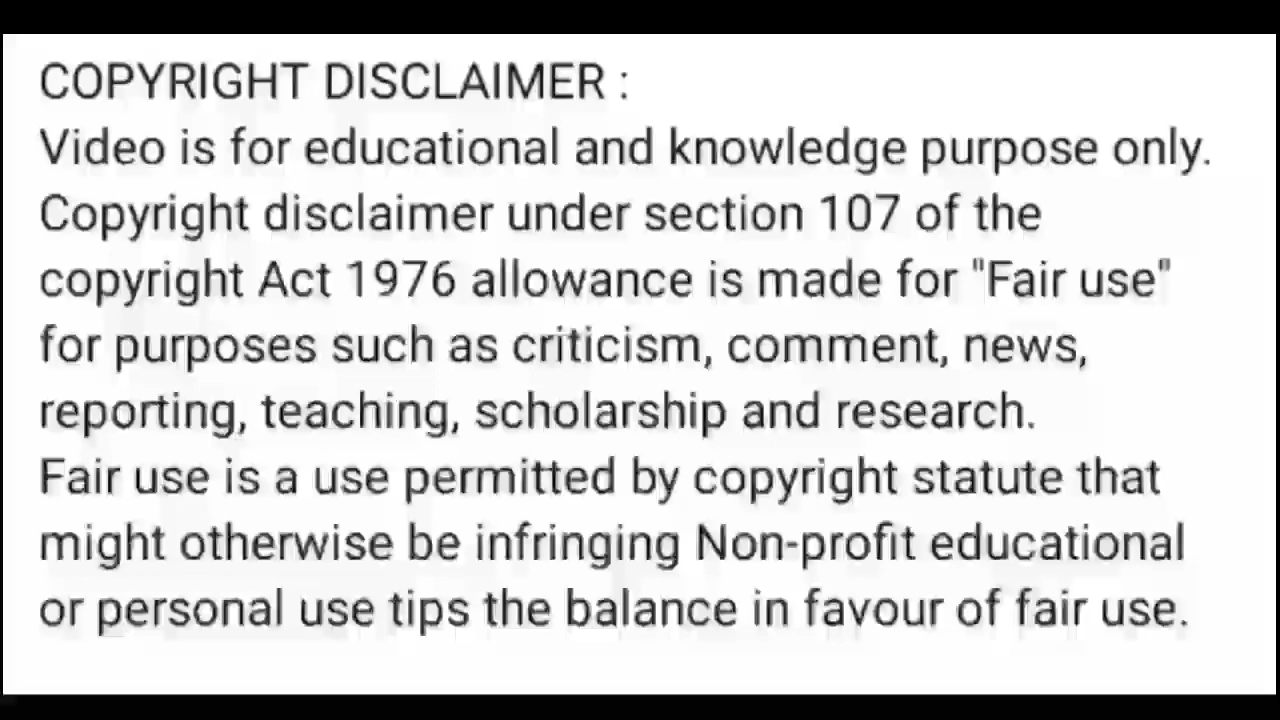 COPYRIGHT DISCLAIMER :
Video is for educational and knowledge purpose only.
Copyright disclaimer under section 107 of the
copyright Act 1976 allowance is made for "Fair use"
for purposes such as criticism, comment, news,
reporting, teaching, scholarship and research.
Fair use is a use permitted by copyright statute that
might otherwise be infringing Non-profit educational
or personal use tips the balance in favour of fair use.